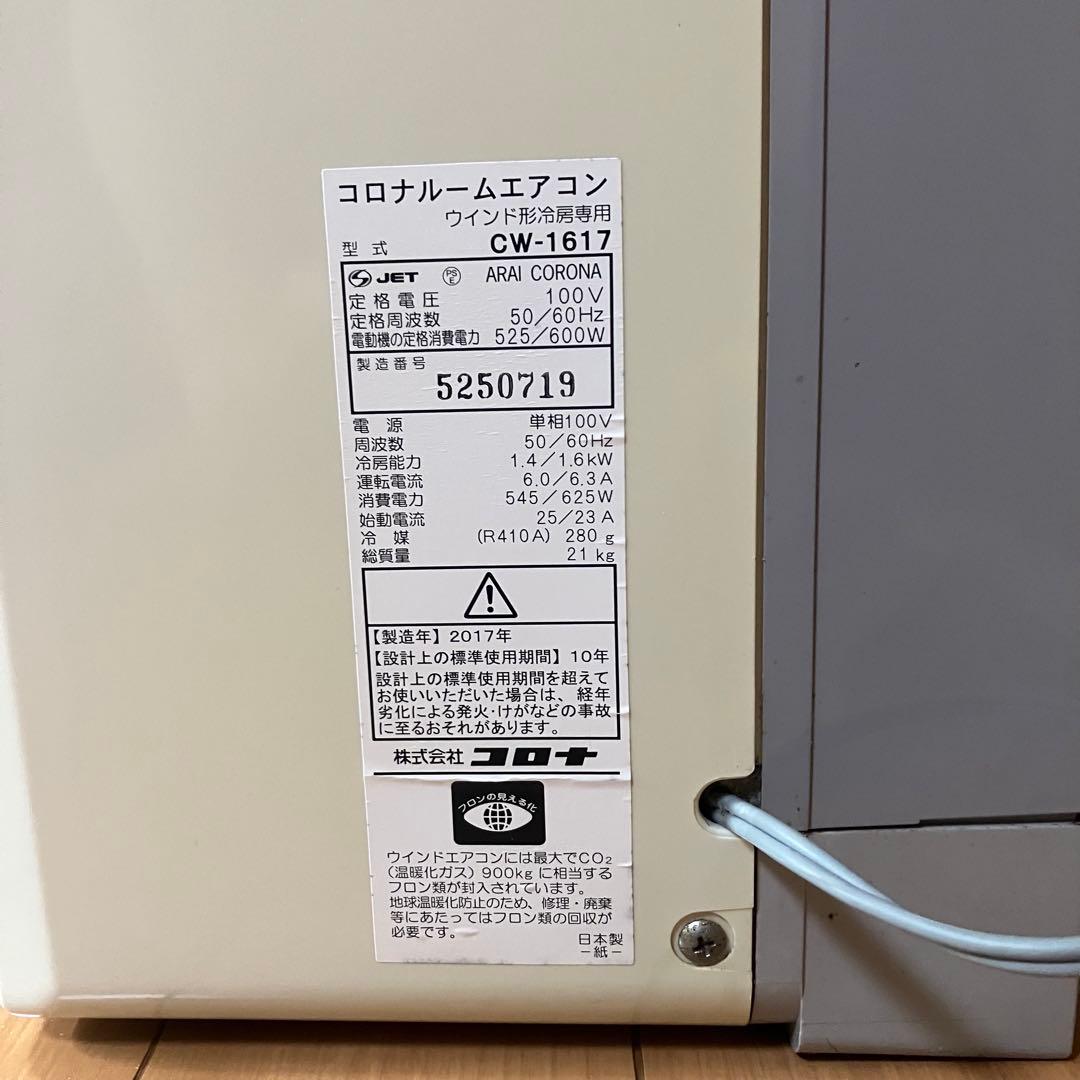 コロナルームエアコン
ウインド形冷房専用
型式 CW-1617
JET PSE ARAI CORONA
定格電圧 100V
定格周波数 50/60Hz
電動機の定格消費電力 525/600W
製造番号
5250719
電源 単相100V
周波数 50/60Hz
冷房能力 1.4/1.6kW
運転電流 6.0/6.3A
消費電力 545/625W
始動電流 25/23A
冷媒 (R410A) 280g
総質量 21kg
【製造年】2017年
【設計上の標準使用期間】10年
設計上の標準使用期間を超えて
お使いいただいた場合は、経年
劣化による発火・けがなどの事故
に至るおそれがあります。
株式会社コロナ
フロンの見える化
ウインドエアコンには最大でCO₂
(温暖化ガス)900kgに相当する
フロン類が封入されています。
地球温暖化防止のため、修理・廃棄
等にあたってはフロン類の回収が
必要です。
日本製
-紙-